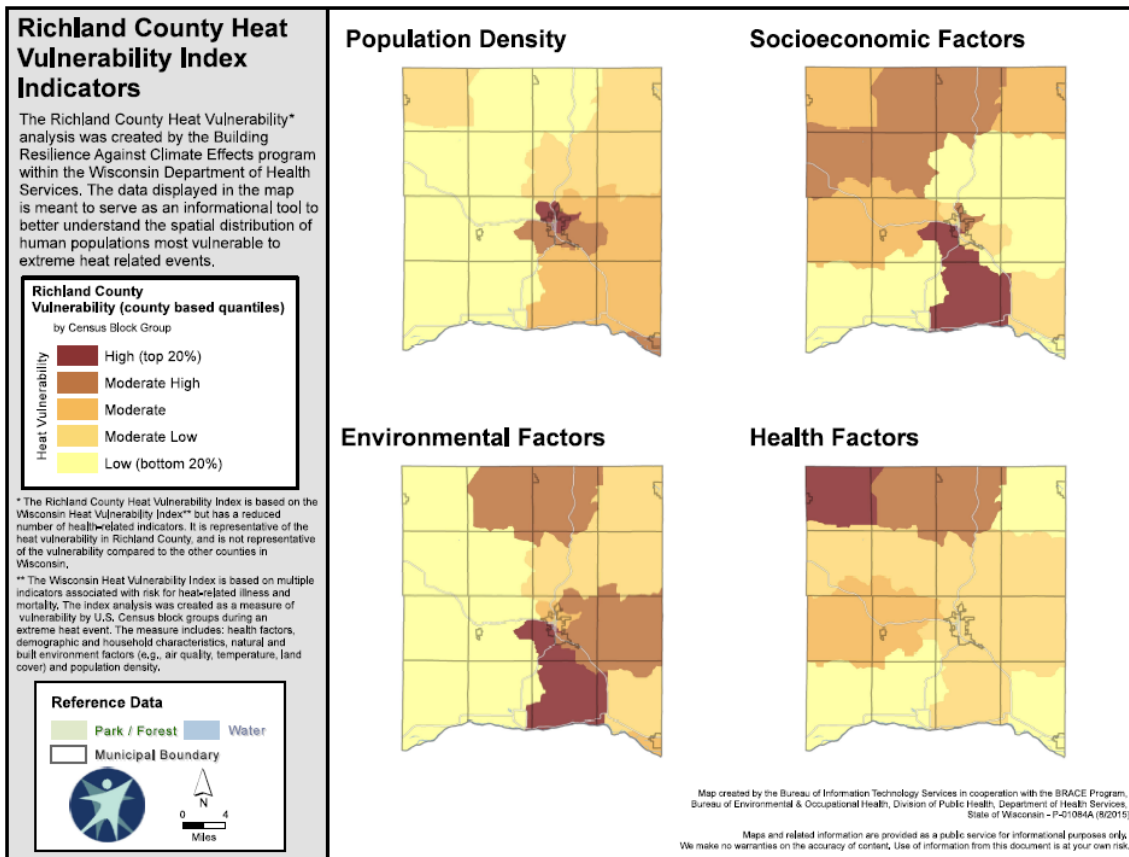 Richland County Heat
Vulnerability Index
Indicators
The Richland County Heat Vulnerability*
analysis was created by the Building
Resilience Against Climate Effects program
within the Wisconsin Department of Health
Services. The data displayed in the map
is meant to serve as an informational tool to
better understand the spatial distribution of
human populations most vulnerable to
extreme heat related events.
Richland County
Vulnerability (county based quantiles)
by Census Block Group
Heat Vulnerability
High (top 20%)
Moderate High
Moderate
Moderate Low
Low (bottom 20%)
* The Richland County Heat Vulnerability Index is based on the
Wisconsin Heat Vulnerability Index** but has a reduced
number of health-related indicators. It is representative of the
heat vulnerability in Richland County, and is not representative
of the vulnerability compared to the other counties in
Wisconsin.
** The Wisconsin Heat Vulnerability Index is based on multiple
indicators associated with risk for heat-related illness and
mortality. The index analysis was created as a measure of
vulnerability by U.S. Census block groups during an
extreme heat event. The measure includes: health factors,
demographic and household characteristics, natural and
built environment factors (e.g., air quality, temperature, land
cover) and population density.
Reference Data
Park / Forest
Water
Municipal Boundary
N
0 4
Miles
Population Density
Socioeconomic Factors
Environmental Factors
Health Factors
Map created by the Bureau of Information Technology Services in cooperation with the BRACE Program,
Bureau of Environmental & Occupational Health, Division of Public Health, Department of Health Services,
State of Wisconsin - P-01084A (8/2015)
Maps and related information are provided as a public service for informational purposes only.
We make no warranties on the accuracy of content. Use of information from this document is at your own risk.